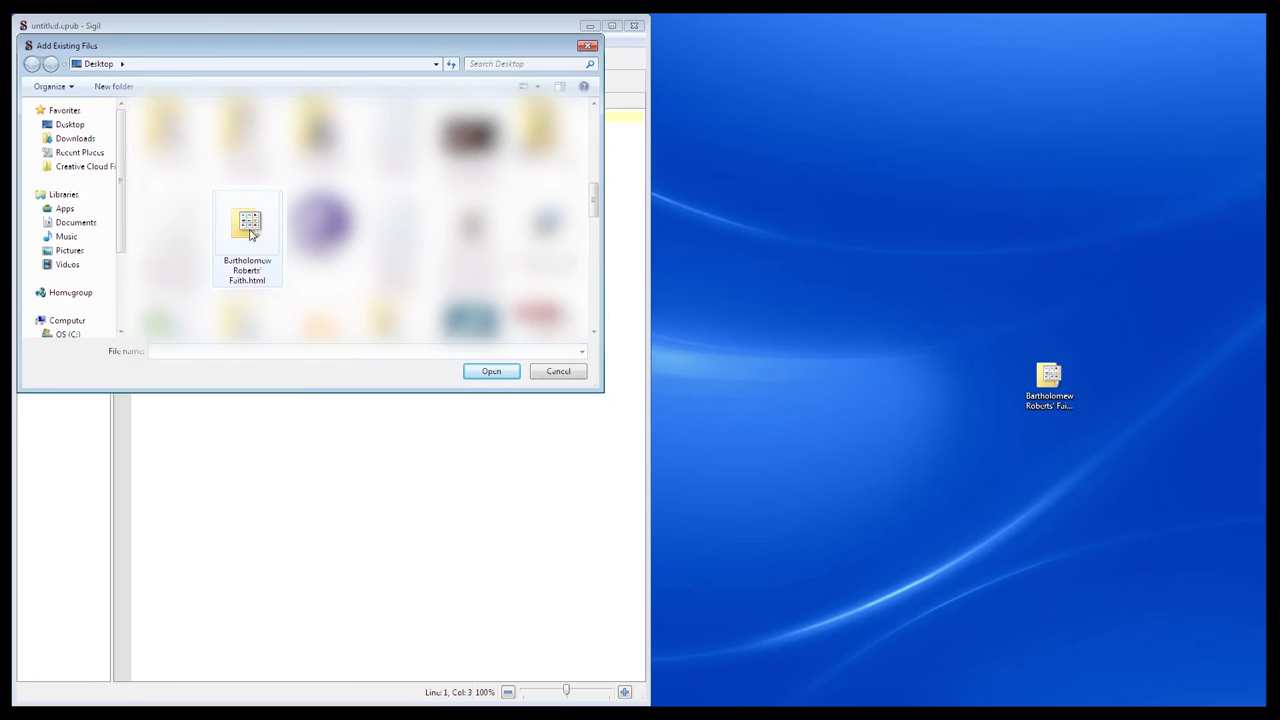 untitled.epub - Sigil
Add Existing Files
Desktop
Search Desktop
Organize
New folder
Favorites
Desktop
Downloads
Recent Places
Creative Cloud Fi
Libraries
Apps
Documents
Music
Pictures
Videos
Homegroup
Computer
OS (C:)
Bartholomew
Roberts'
Faith.html
File name:
Open
Cancel
Bartholomew
Roberts' Fai...
Line: 1, Col: 3 100%